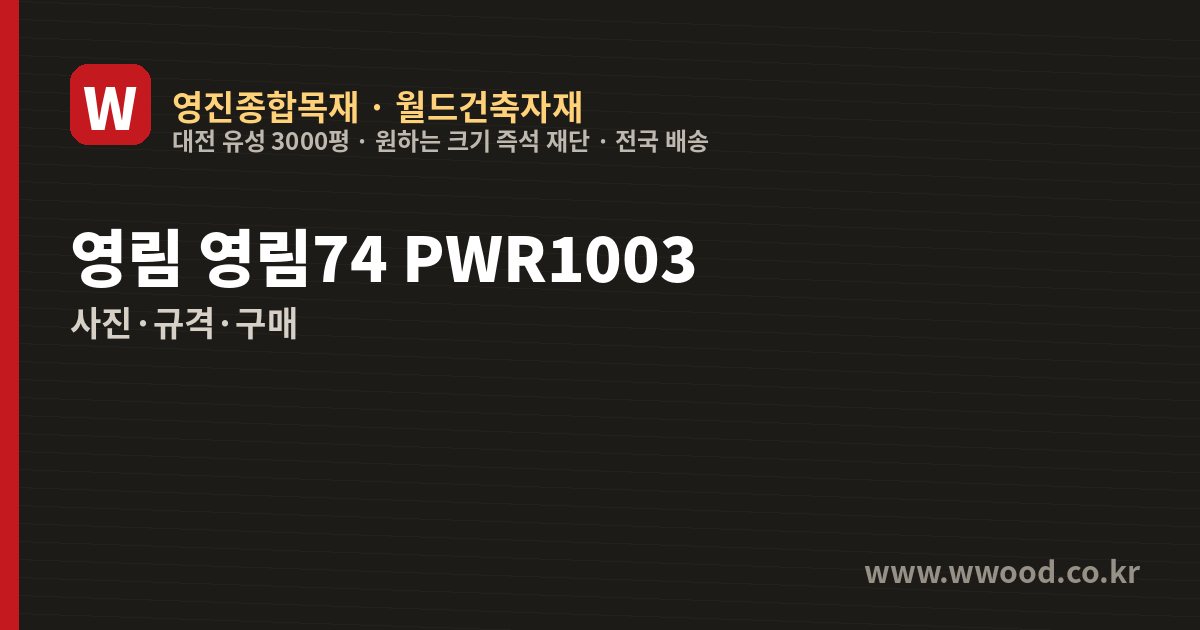 W
영진종합목재 · 월드건축자재
대전 유성 3000평 · 원하는 크기 즉석 재단 · 전국 배송
영림 영림74 PWR1003
사진·규격·구매
www.wwood.co.kr